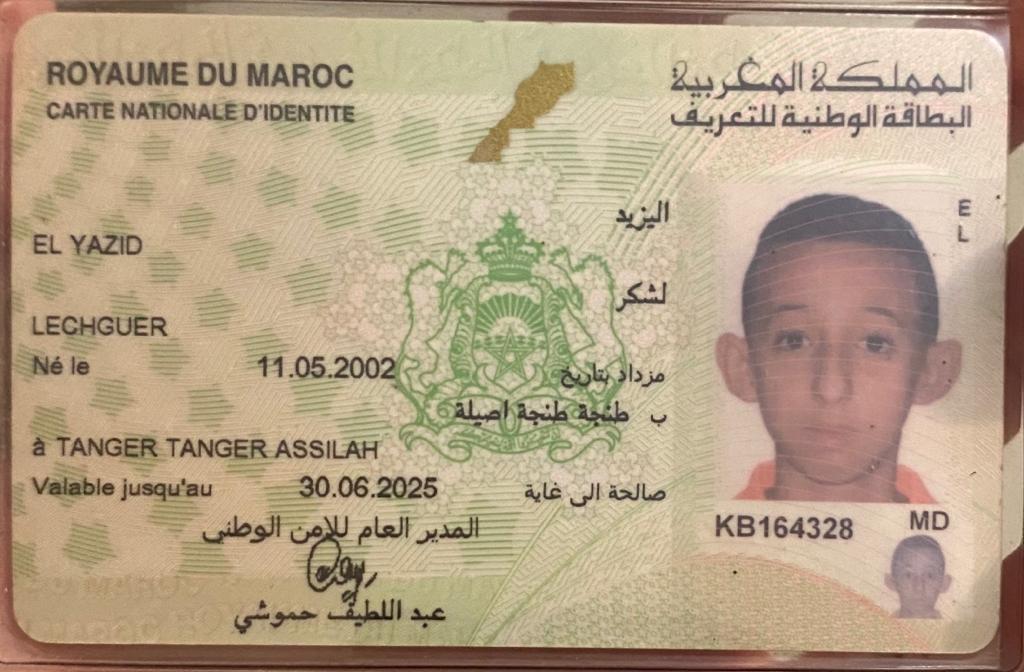 ROYAUME DU MAROC
المملكة المغربية
CARTE NATIONALE D'IDENTITE
البطاقة الوطنية للتعريف
اليزيد
E
L
EL YAZID
لشكر
LECHGUER
Né le 11.05.2002 مزداد بتاريخ
ب طنجة طنجة اصيلة
à TANGER TANGER ASSILAH
Valable jusqu'au 30.06.2025 صالحة الى غاية
KB164328 MD
المدير العام للامن الوطني
عبد اللطيف حموشي